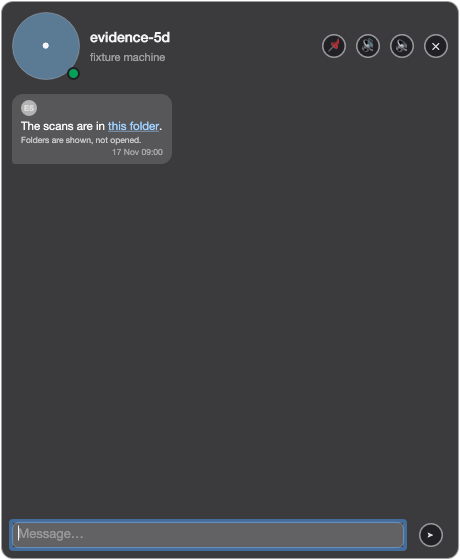 evidence-5d
fixture machine
E5
The scans are in this folder.
Folders are shown, not opened.
17 Nov 09:00
Message…